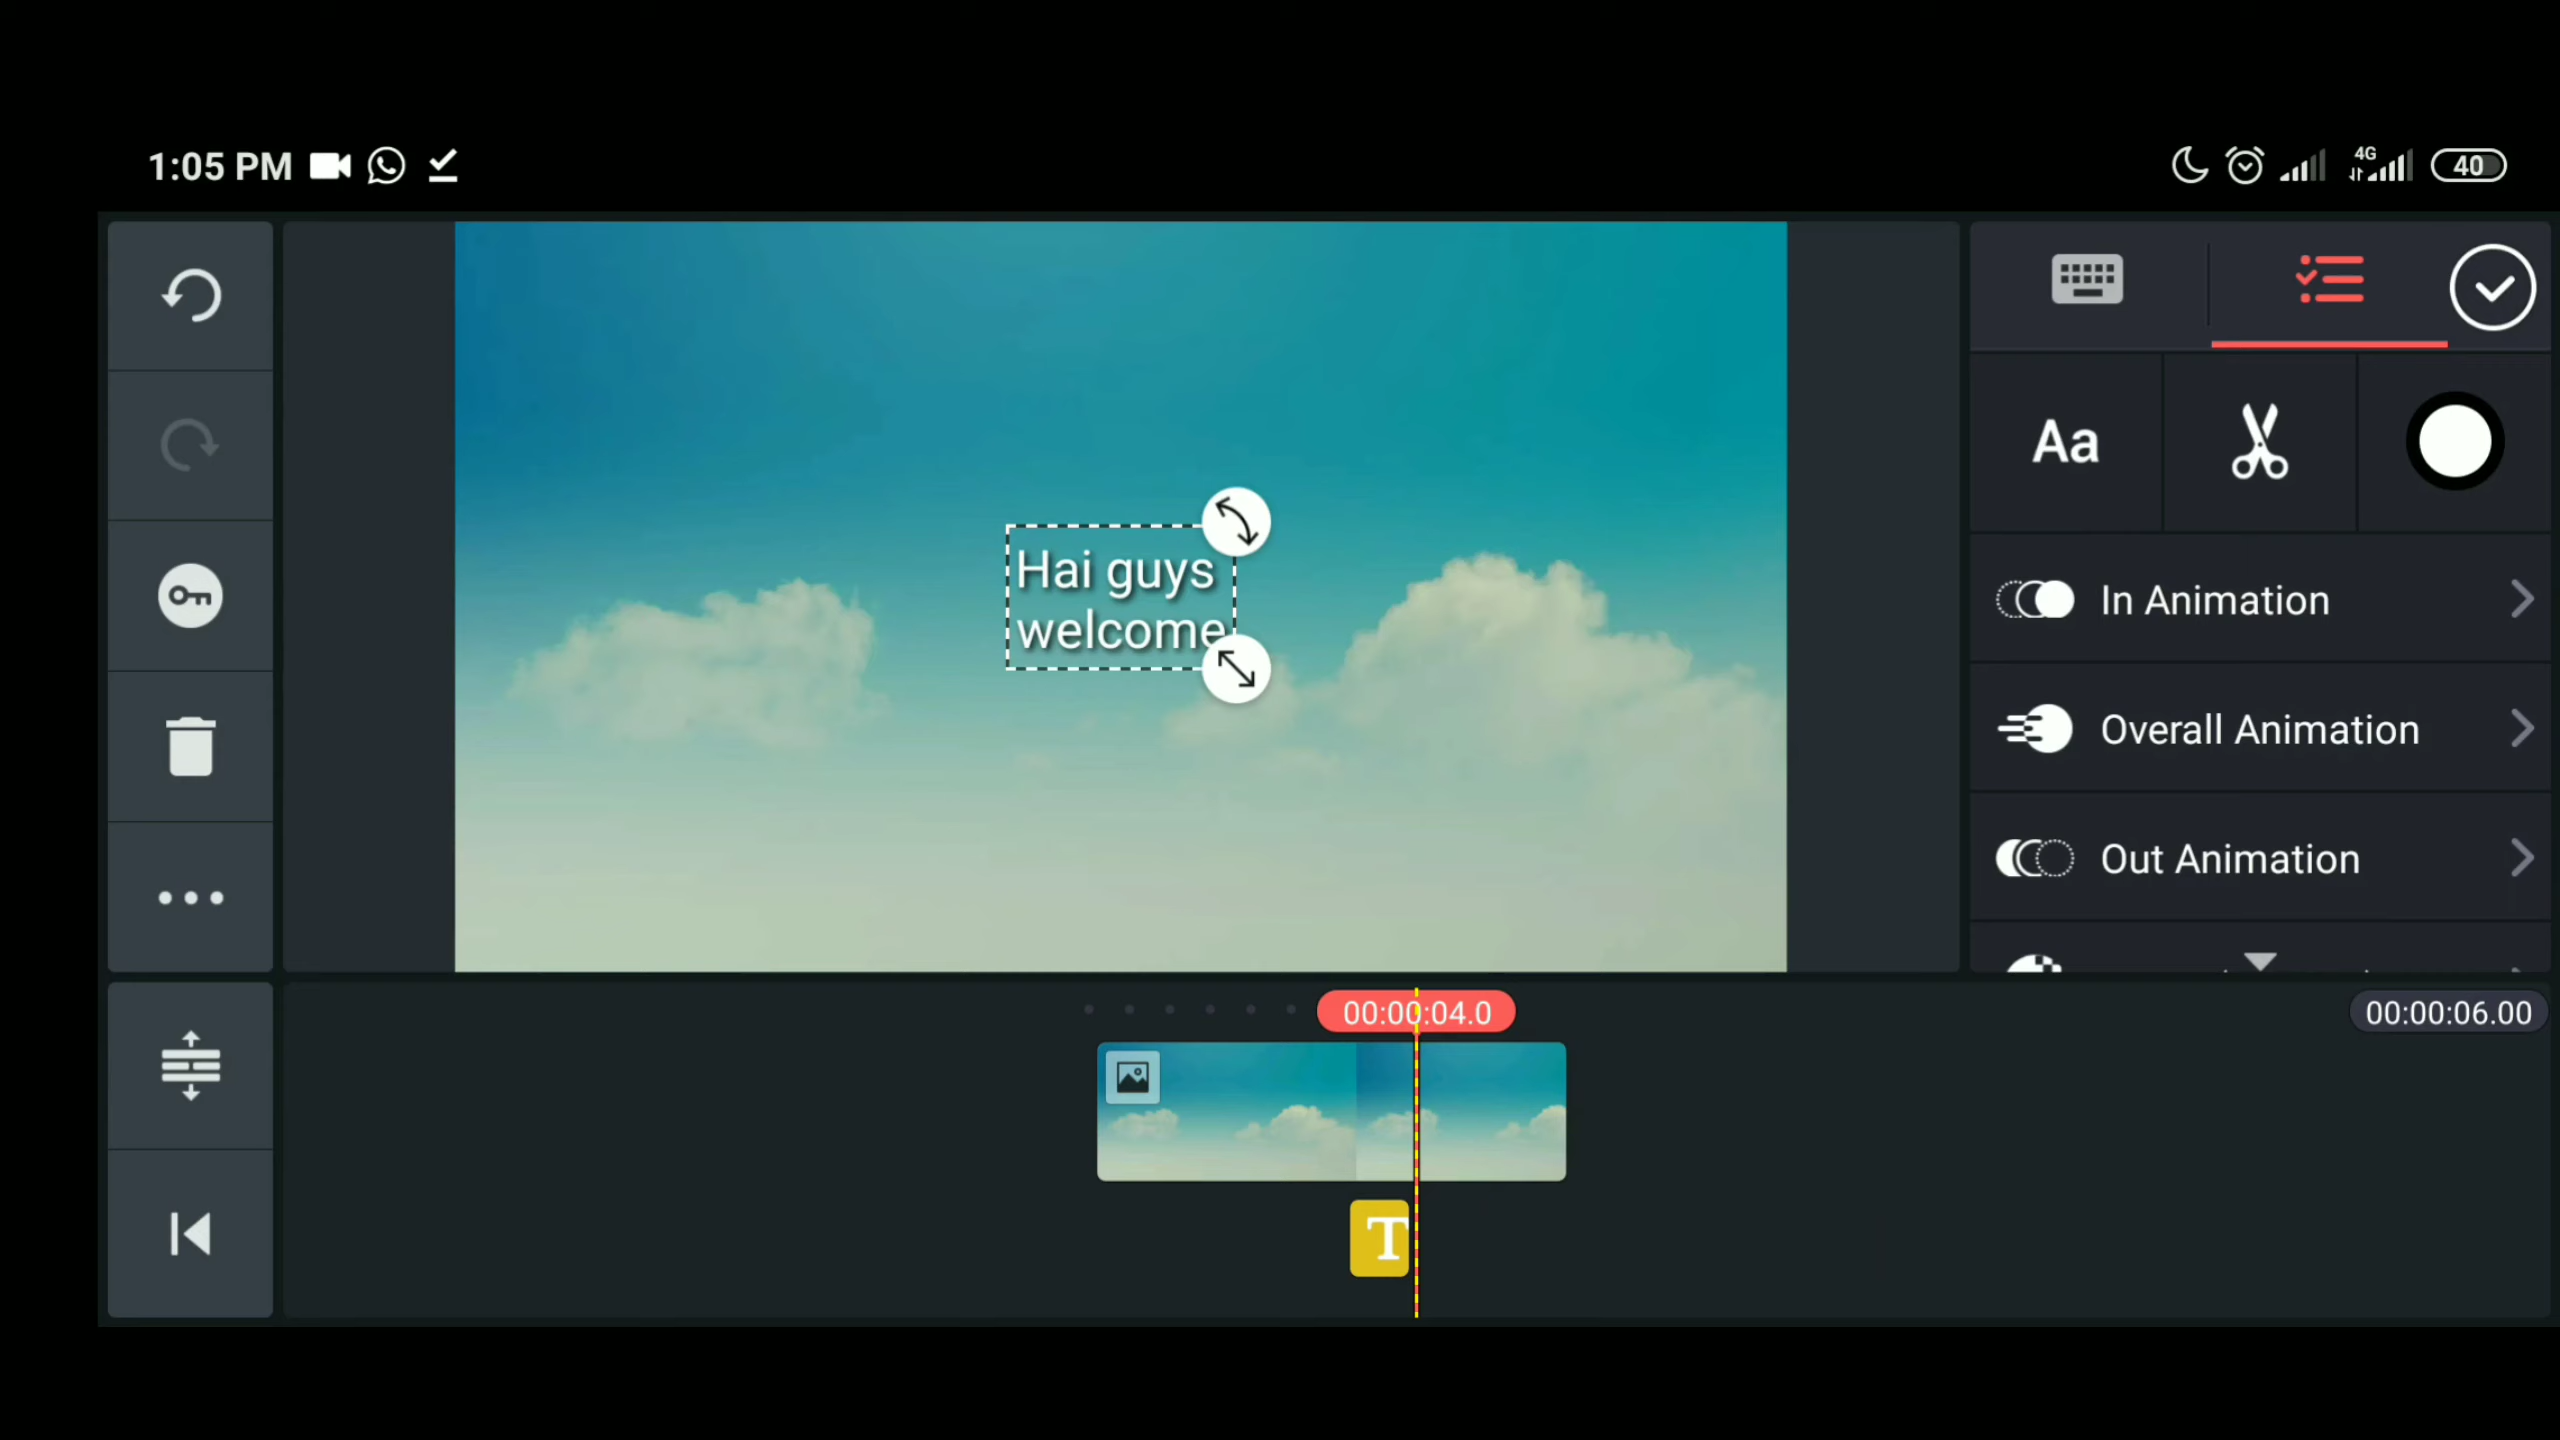 1:05 PM
4G
40
Hai guys
welcome
Aa
In Animation
Overall Animation
Out Animation
00:00:04.0
00:00:06.00
T